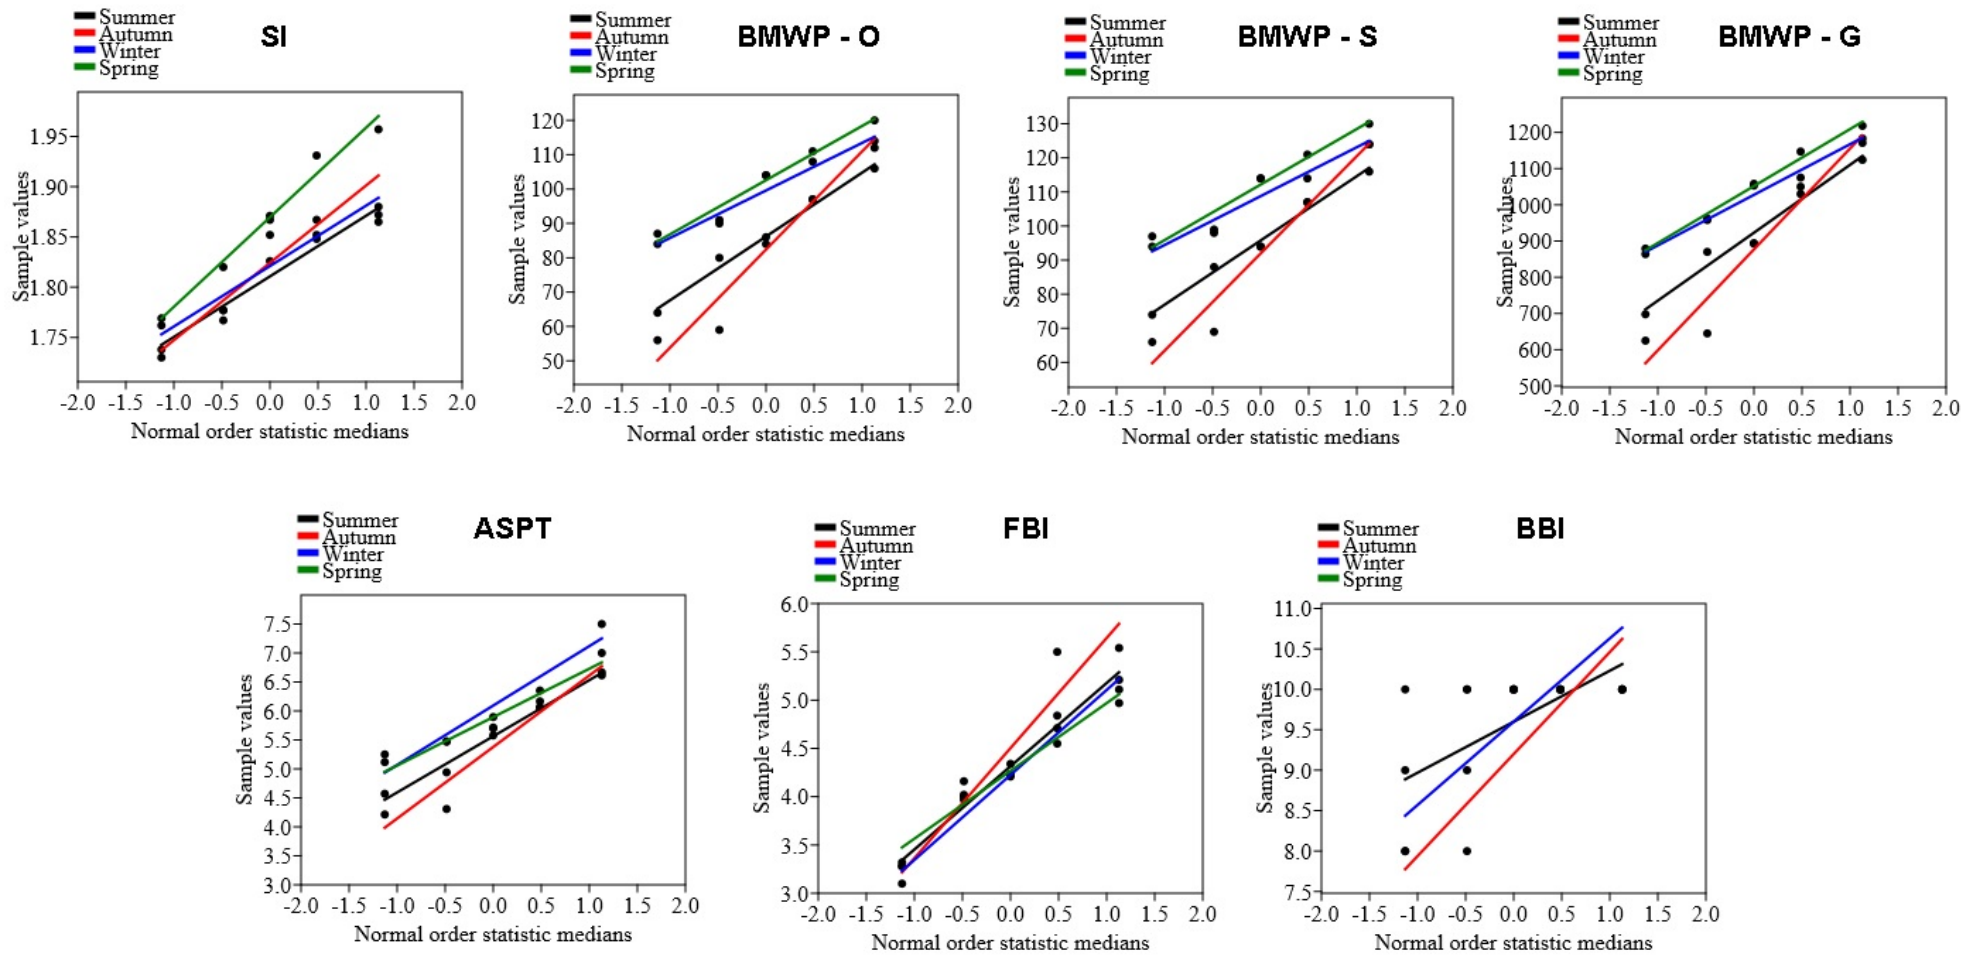 SI
Summer
Autumn
Winter
Spring
Sample values
1.95
1.90
1.85
1.80
1.75
-2.0 -1.5 -1.0 -0.5 0.0 0.5 1.0 1.5 2.0
Normal order statistic medians
BMWP - O
Summer
Autumn
Winter
Spring
Sample values
120
110
100
90
80
70
60
50
-2.0 -1.5 -1.0 -0.5 0.0 0.5 1.0 1.5 2.0
Normal order statistic medians
BMWP - S
Summer
Autumn
Winter
Spring
Sample values
130
120
110
100
90
80
70
60
-2.0 -1.5 -1.0 -0.5 0.0 0.5 1.0 1.5 2.0
Normal order statistic medians
BMWP - G
Summer
Autumn
Winter
Spring
Sample values
1200
1100
1000
900
800
700
600
500
-2.0 -1.5 -1.0 -0.5 0.0 0.5 1.0 1.5 2.0
Normal order statistic medians
ASPT
Summer
Autumn
Winter
Spring
Sample values
7.5
7.0
6.5
6.0
5.5
5.0
4.5
4.0
3.5
3.0
-2.0 -1.5 -1.0 -0.5 0.0 0.5 1.0 1.5 2.0
Normal order statistic medians
FBI
Summer
Autumn
Winter
Spring
Sample values
6.0
5.5
5.0
4.5
4.0
3.5
3.0
-2.0 -1.5 -1.0 -0.5 0.0 0.5 1.0 1.5 2.0
Normal order statistic medians
BBI
Summer
Autumn
Winter
Spring
Sample values
11.0
10.5
10.0
9.5
9.0
8.5
8.0
7.5
-2.0 -1.5 -1.0 -0.5 0.0 0.5 1.0 1.5 2.0
Normal order statistic medians